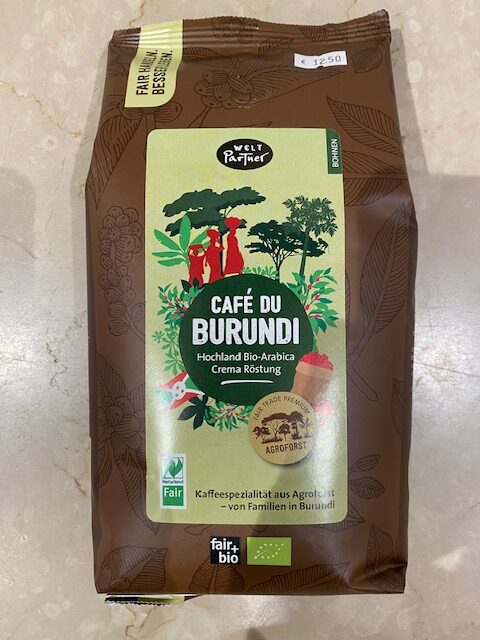 FAIR HANDELN.
BESSER LEBEN.
€ 12.50
WELT
Partner
BOHNEN
CAFÉ DU
BURUNDI
Hochland Bio-Arabica
Crema Röstung
FAIR TRADE PREMIUM
AGROFORST
Naturland
Fair
Kaffeespezialität aus Agroforst
– von Familien in Burundi
fair+
bio